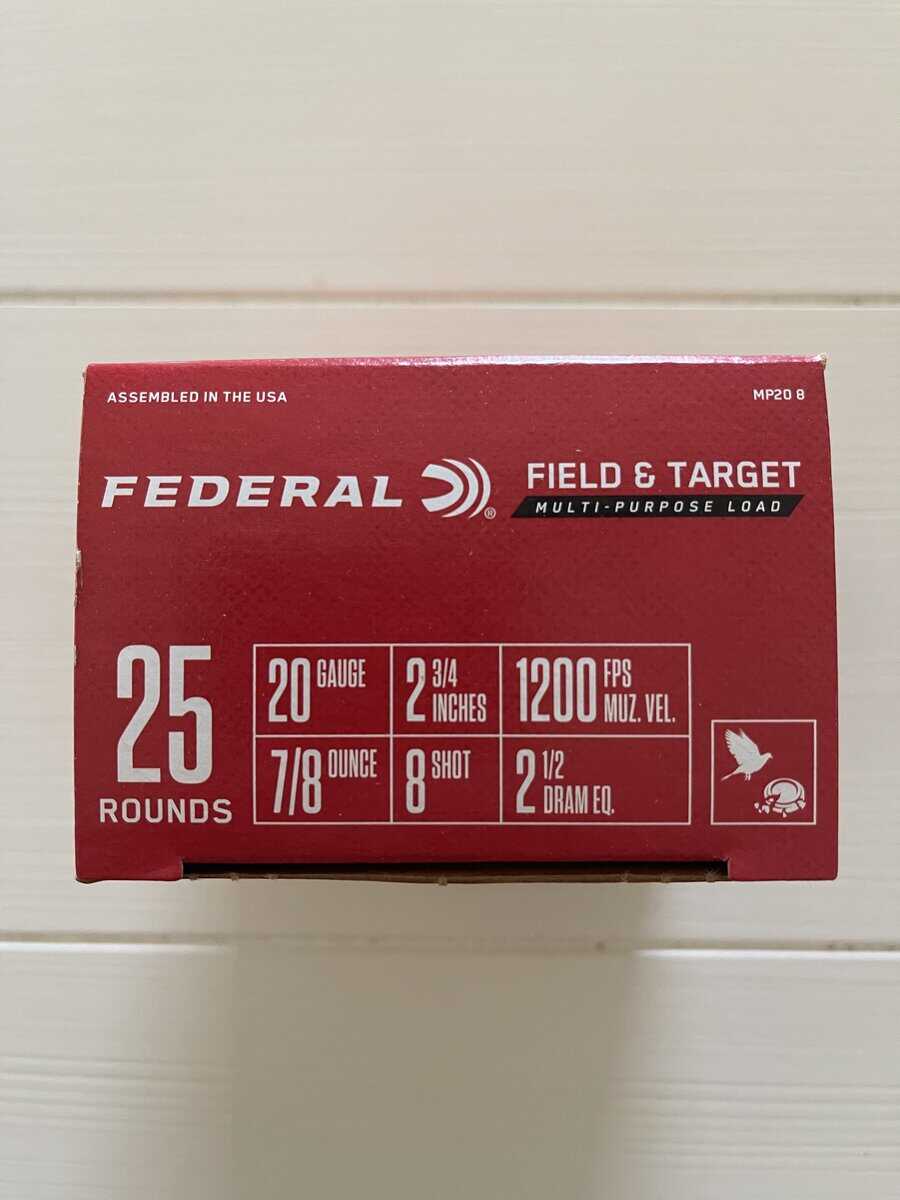 ASSEMBLED IN THE USA
MP20 8
FEDERAL ®
FIELD & TARGET
MULTI-PURPOSE LOAD
25
ROUNDS
20 GAUGE
2 3/4 INCHES
1200 FPS MUZ. VEL.
7/8 OUNCE
8 SHOT
2 1/2 DRAM EQ.